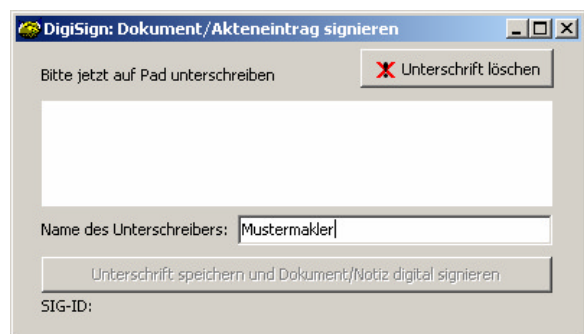 DigiSign: Dokument/Akteneintrag signieren
Bitte jetzt auf Pad unterschreiben
Unterschrift löschen
Name des Unterschreibers: Mustermakler
Unterschrift speichern und Dokument/Notiz digital signieren
SIG-ID: